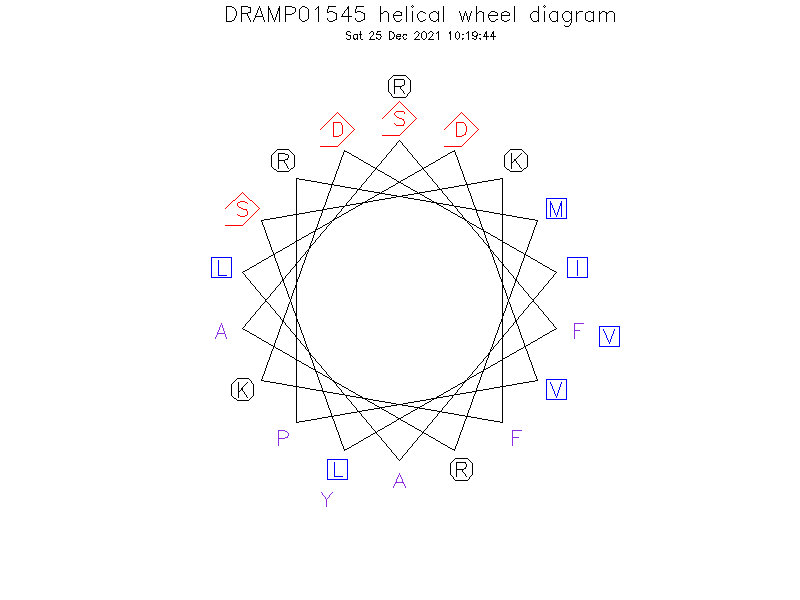 DRAMP01545 helical wheel diagram
Sat 25 Dec 2021 10:19:44
R
S
D D
R K
S M
L I
A F V
K V
P F
L A R
Y